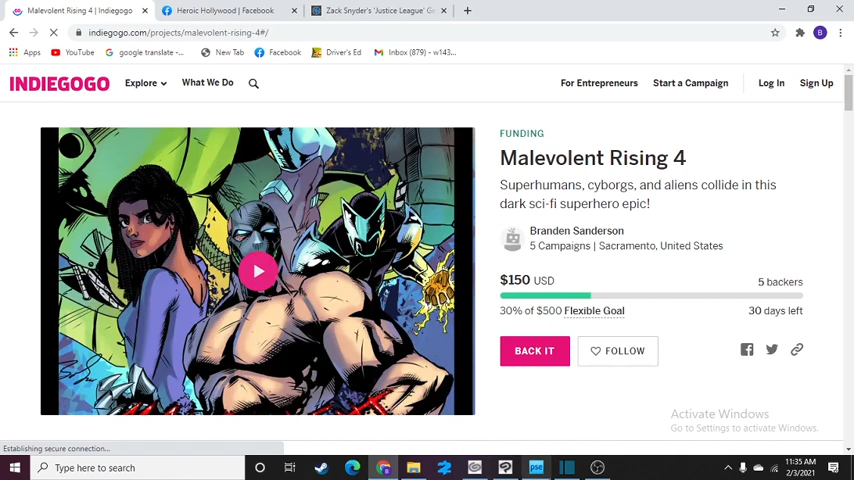 Malevolent Rising 4 | Indiegogo
Heroic Hollywood | Facebook
Zack Snyder's 'Justice League' G
indiegogo.com/projects/malevolent-rising-4#/
B
Apps
YouTube
google translate -...
New Tab
Facebook
Driver's Ed
Inbox (879) - w143...
INDIEGOGO
Explore
What We Do
For Entrepreneurs
Start a Campaign
Log In
Sign Up
FUNDING
Malevolent Rising 4
Superhumans, cyborgs, and aliens collide in this
dark sci-fi superhero epic!
Branden Sanderson
5 Campaigns | Sacramento, United States
$150 USD
5 backers
30% of $500 Flexible Goal
30 days left
BACK IT
FOLLOW
Activate Windows
Go to Settings to activate Windows.
Establishing secure connection...
Type here to search
pse
11:35 AM
2/3/2021